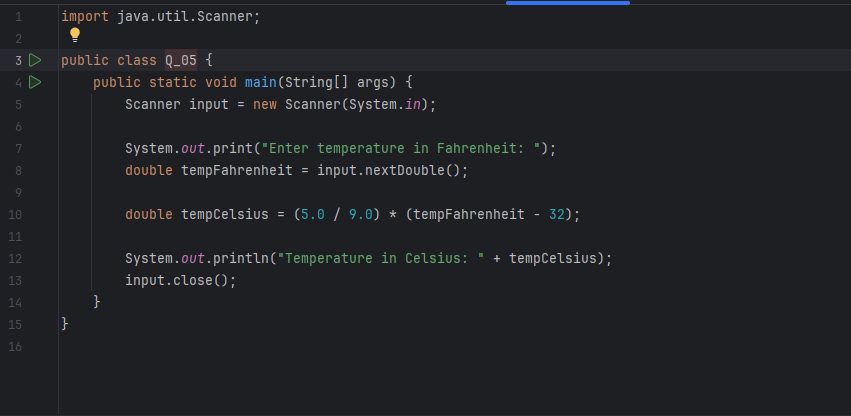 1 import java.util.Scanner;
2
3 public class Q_05 {
4 public static void main(String[] args) {
5 Scanner input = new Scanner(System.in);
6
7 System.out.print("Enter temperature in Fahrenheit: ");
8 double tempFahrenheit = input.nextDouble();
9
10 double tempCelsius = (5.0 / 9.0) * (tempFahrenheit - 32);
11
12 System.out.println("Temperature in Celsius: " + tempCelsius);
13 input.close();
14 }
15 }
16